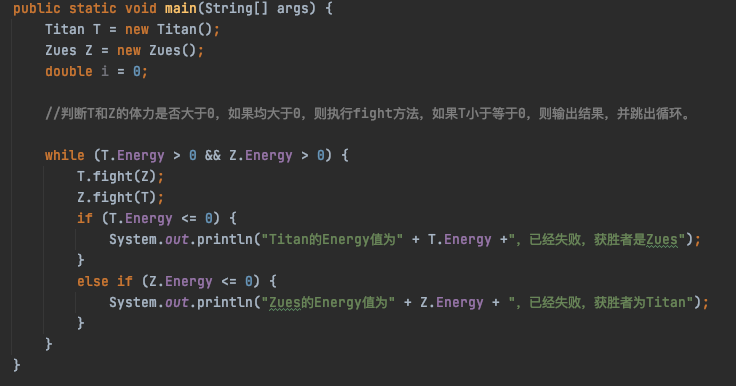 public static void main(String[] args) {
Titan T = new Titan();
Zues Z = new Zues();
double i = 0;
//判断T和Z的体力是否大于0，如果均大于0，则执行fight方法，如果T小于等于0，则输出结果，并跳出循环。
while (T.Energy > 0 && Z.Energy > 0) {
T.fight(Z);
Z.fight(T);
if (T.Energy <= 0) {
System.out.println("Titan的Energy值为" + T.Energy +"，已经失败，获胜者是Zues");
}
else if (Z.Energy <= 0) {
System.out.println("Zues的Energy值为" + Z.Energy + "，已经失败，获胜者为Titan");
}
}
}